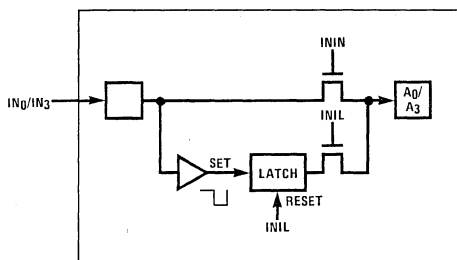 ININ
IN0/IN3
A0/
A3
INIL
SET
LATCH
RESET
INIL